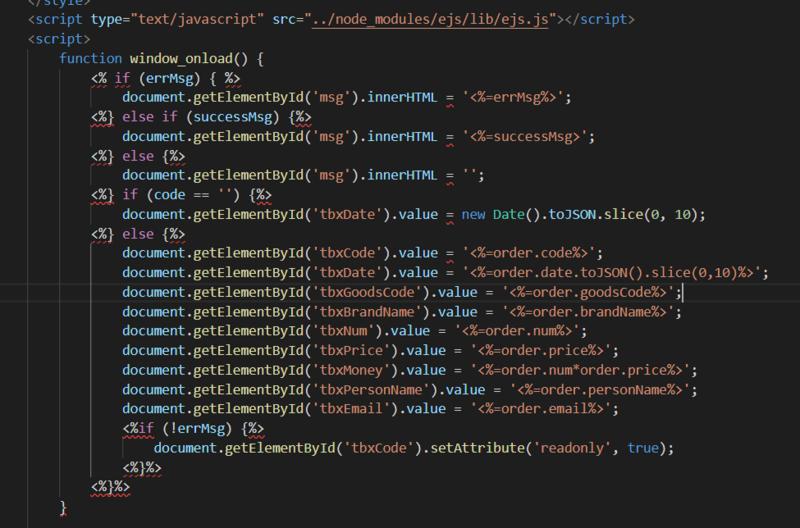 </style>
<script type="text/javascript" src="../node_modules/ejs/lib/ejs.js"></script>
<script>
function window_onload() {
<% if (errMsg) { %>
document.getElementById('msg').innerHTML = '<%=errMsg%>';
<%} else if (successMsg) {%>
document.getElementById('msg').innerHTML = '<%=successMsg>';
<%} else {%>
document.getElementById('msg').innerHTML = '';
<%} if (code == '') {%>
document.getElementById('tbxDate').value = new Date().toJSON.slice(0, 10);
<%} else {%>
document.getElementById('tbxCode').value = '<%=order.code%>';
document.getElementById('tbxDate').value = '<%=order.date.toJSON().slice(0,10)%>';
document.getElementById('tbxGoodsCode').value = '<%=order.goodsCode%>';
document.getElementById('tbxBrandName').value = '<%=order.brandName%>';
document.getElementById('tbxNum').value = '<%=order.num%>';
document.getElementById('tbxPrice').value = '<%=order.price%>';
document.getElementById('tbxMoney').value = '<%=order.num*order.price%>';
document.getElementById('tbxPersonName').value = '<%=order.personName%>';
document.getElementById('tbxEmail').value = '<%=order.email%>';
<%if (!errMsg) {%>
document.getElementById('tbxCode').setAttribute('readonly', true);
<%}%>
<%}%>
}